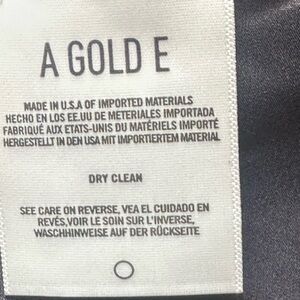 A GOLD E
MADE IN U.S.A OF IMPORTED MATERIALS
HECHO EN LOS EE.UU DE METERIALES IMPORTADA
FABRIQUÉ AUX ETATS-UNIS DU MATÉRIELS IMPORTÉ
HERGESTELLT IN DEN USA MIT IMPORTIERTEM MATERIAL
DRY CLEAN
SEE CARE ON REVERSE, VEA EL CUIDADO EN
REVÉS,VOIR LE SOIN SUR L'INVERSE,
WASCHHINWEISE AUF DER RÜCKSEITE